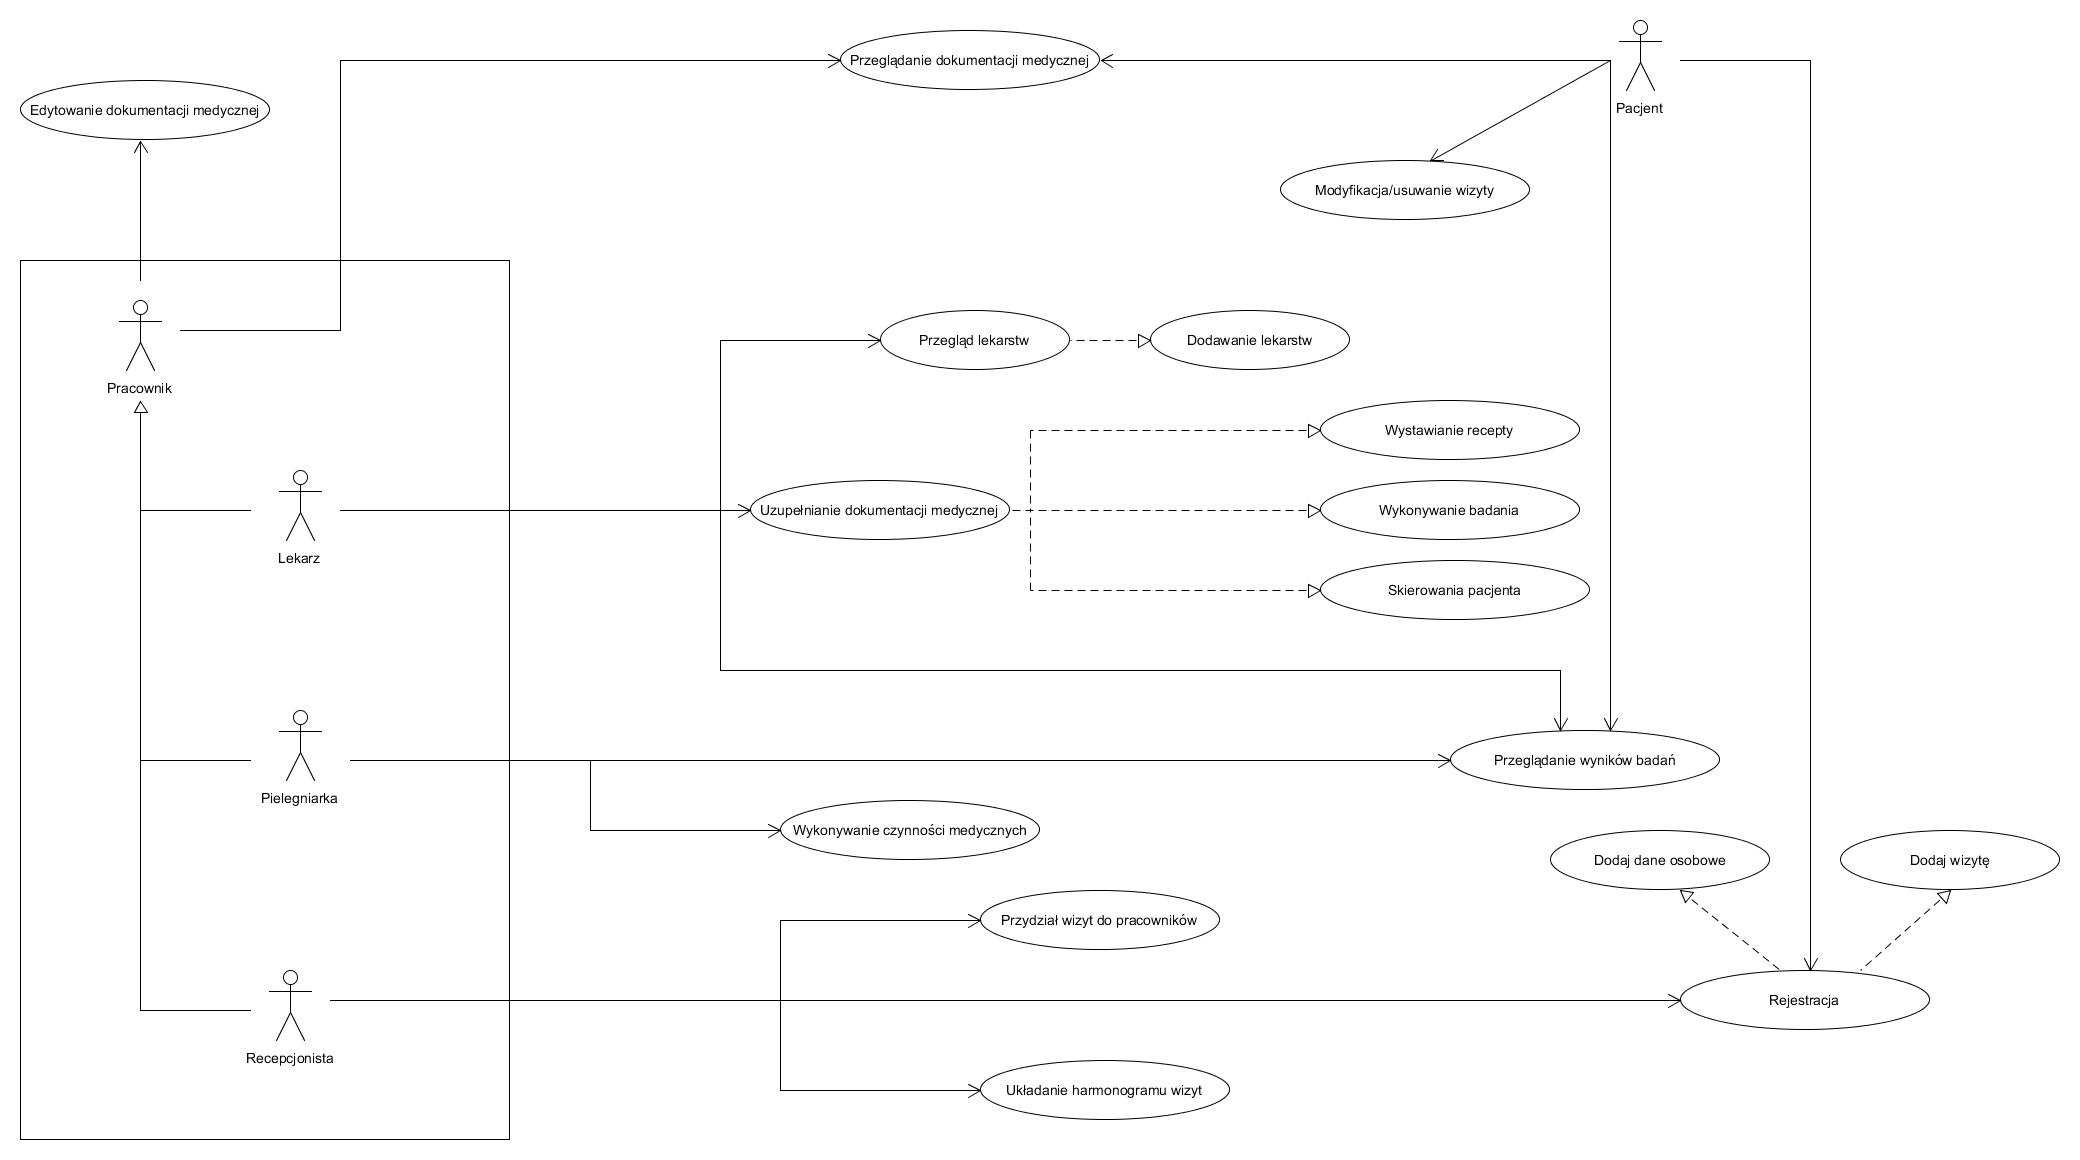 Przeglądanie dokumentacji medycznej
Edytowanie dokumentacji medycznej
Pacjent
Modyfikacja/usuwanie wizyty
Pracownik
Przegląd lekarstw
Dodawanie lekarstw
Wystawianie recepty
Uzupełnianie dokumentacji medycznej
Wykonywanie badania
Lekarz
Skierowania pacjenta
Przeglądanie wyników badań
Pielegniarka
Wykonywanie czynności medycznych
Dodaj dane osobowe
Dodaj wizytę
Przydział wizyt do pracowników
Rejestracja
Recepcjonista
Układanie harmonogramu wizyt